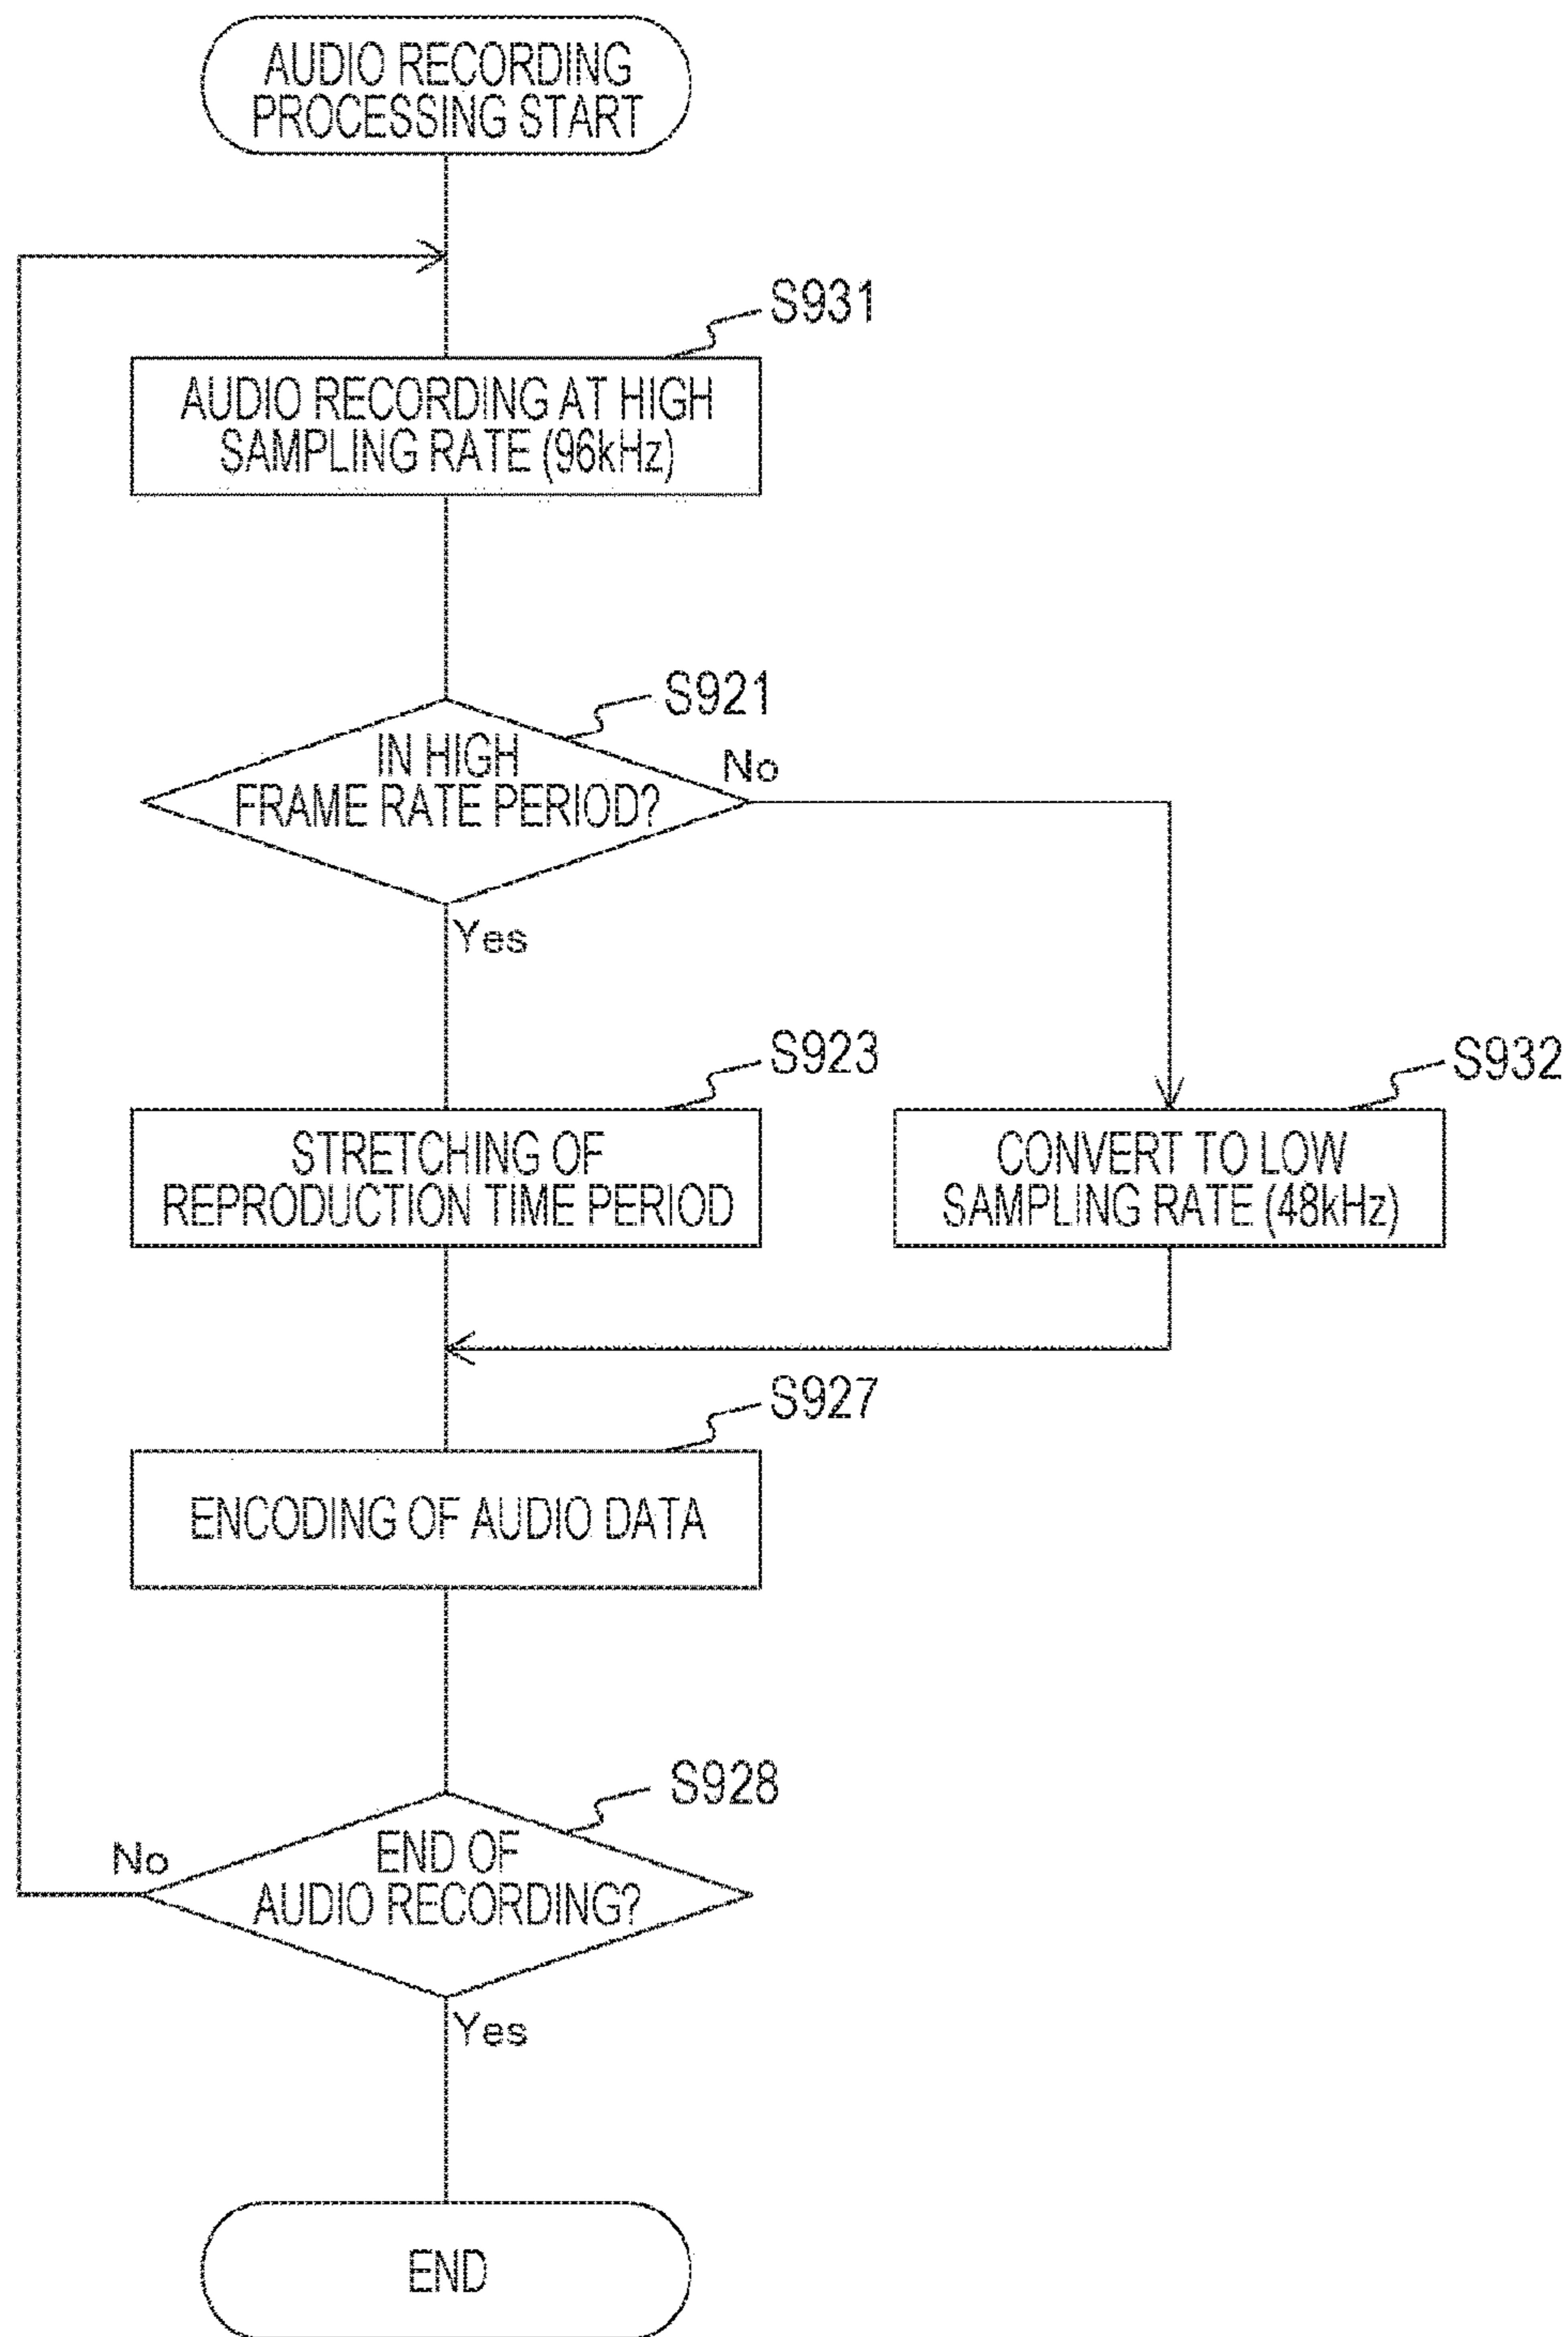 AUDIO RECORDING
PROCESSING START
S931
AUDIO RECORDING AT HIGH
SAMPLING RATE (96kHz)
S921
IN HIGH
FRAME RATE PERIOD?
No
Yes
S923
STRETCHING OF
REPRODUCTION TIME PERIOD
S932
CONVERT TO LOW
SAMPLING RATE (48kHz)
S927
ENCODING OF AUDIO DATA
S928
END OF
AUDIO RECORDING?
No
Yes
END